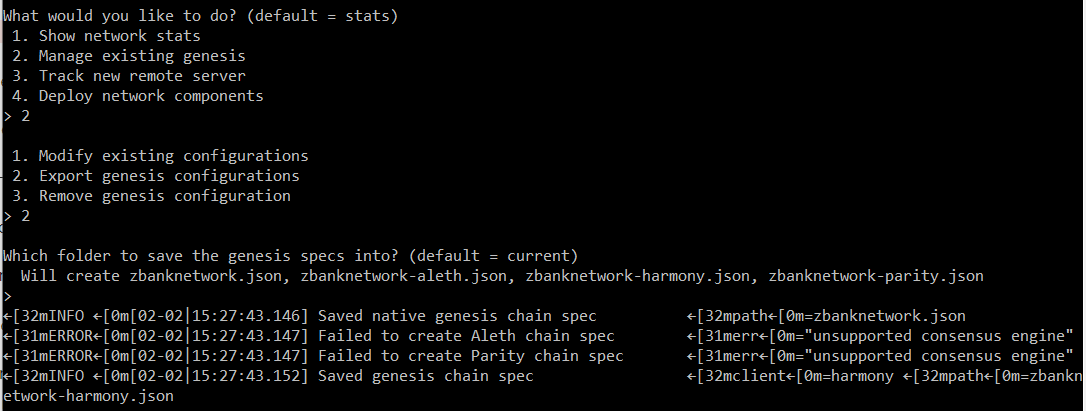 What would you like to do? (default = stats)
 1. Show network stats
 2. Manage existing genesis
 3. Track new remote server
 4. Deploy network components
> 2
 1. Modify existing configurations
 2. Export genesis configurations
 3. Remove genesis configuration
> 2
Which folder to save the genesis specs into? (default = current)
  Will create zbanknetwork.json, zbanknetwork-aleth.json, zbanknetwork-harmony.json, zbanknetwork-parity.json
>
←[32mINFO ←[0m[02-02|15:27:43.146] Saved native genesis chain spec          ←[32mpath←[0m=zbanknetwork.json
←[31mERROR←[0m[02-02|15:27:43.147] Failed to create Aleth chain spec        ←[31merr←[0m="unsupported consensus engine"
←[31mERROR←[0m[02-02|15:27:43.147] Failed to create Parity chain spec       ←[31merr←[0m="unsupported consensus engine"
←[32mINFO ←[0m[02-02|15:27:43.152] Saved genesis chain spec                 ←[32mclient←[0m=harmony ←[32mpath←[0m=zbankn
etwork-harmony.json